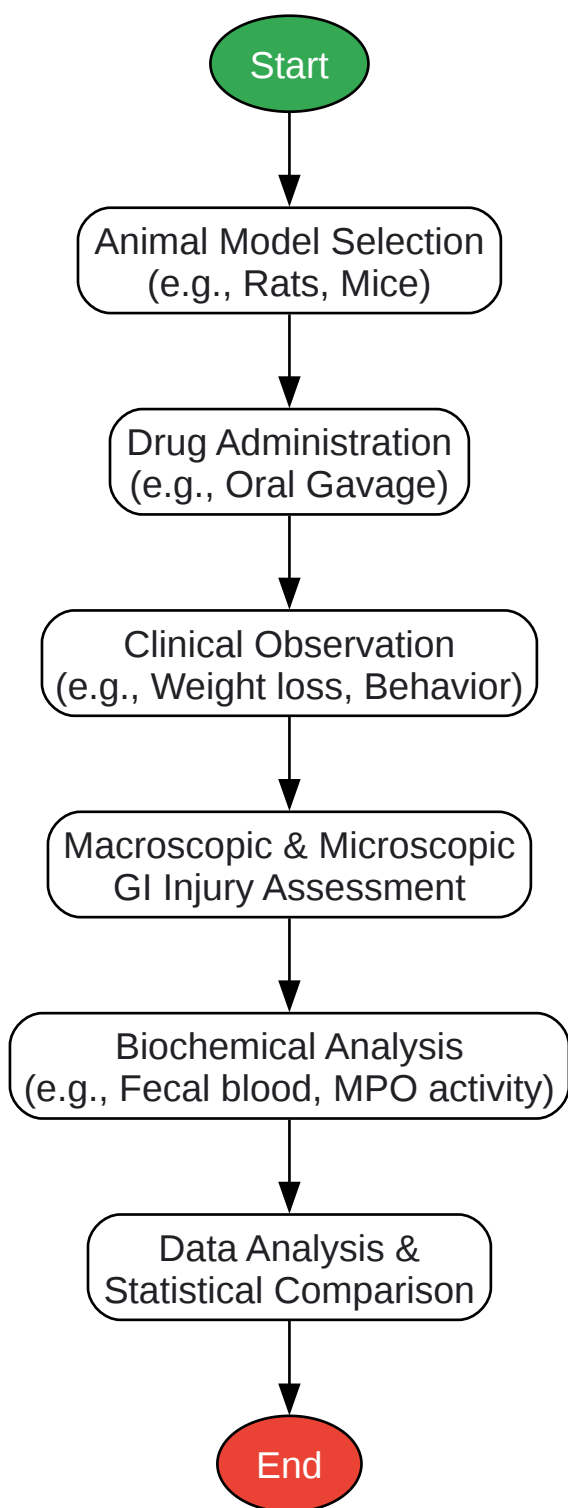 Start
Animal Model Selection
(e.g., Rats, Mice)
Drug Administration
(e.g., Oral Gavage)
Clinical Observation
(e.g., Weight loss, Behavior)
Macroscopic & Microscopic
GI Injury Assessment
Biochemical Analysis
(e.g., Fecal blood, MPO activity)
Data Analysis &
Statistical Comparison
End